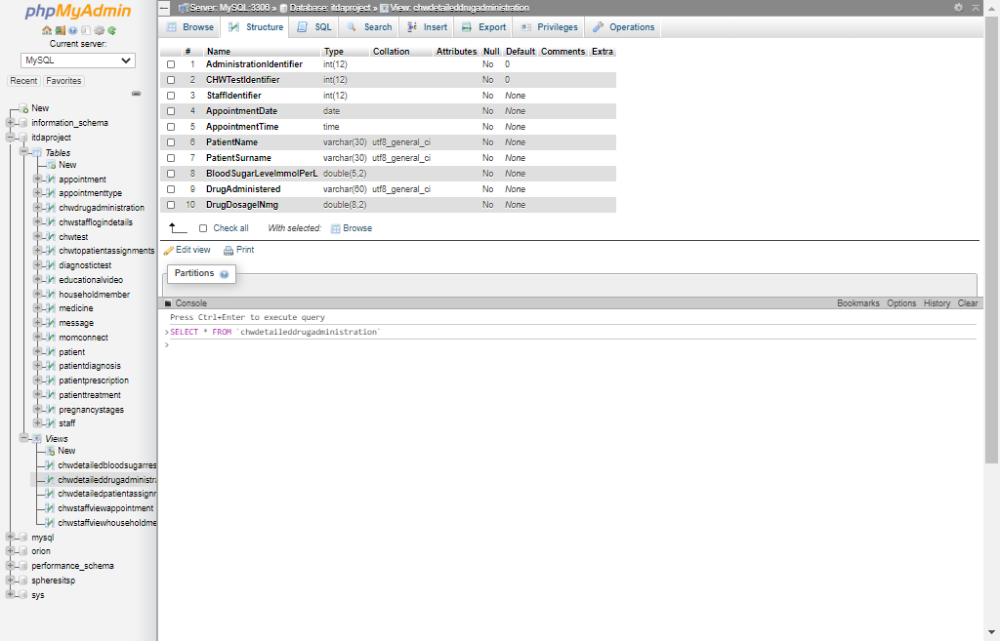 phpMyAdmin
Current server:
MySQL
Recent Favorites
New
information_schema
itdaproject
Tables
New
appointment
appointmenttype
chwdrugadministration
chwstafflogindetails
chwtest
chwtopatientassignments
diagnostictest
educationalvideo
householdmember
medicine
message
momconnect
patient
patientdiagnosis
patientprescription
patienttreatment
pregnancystages
staff
Views
New
chwdetailedbloodsugarres
chwdetaileddrugadministra
chwdetailedpatientassignm
chwstaffviewappointment
chwstaffviewhouseholdme
mysql
orion
performance_schema
spheresitsp
sys
Server: MySQL:3308 » Database: itdaproject » View: chwdetaileddrugadministration
Browse Structure SQL Search Insert Export Privileges Operations
# Name Type Collation Attributes Null Default Comments Extra
1 AdministrationIdentifier int(12) No 0
2 CHWTestIdentifier int(12) No 0
3 StaffIdentifier int(12) No None
4 AppointmentDate date No None
5 AppointmentTime time No None
6 PatientName varchar(30) utf8_general_ci No None
7 PatientSurname varchar(30) utf8_general_ci No None
8 BloodSugarLevelmmolPerL double(5,2) No None
9 DrugAdministered varchar(60) utf8_general_ci No None
10 DrugDosageINmg double(8,2) No None
Check all With selected: Browse
Edit view Print
Partitions
Console Bookmarks Options History Clear
Press Ctrl+Enter to execute query
>SELECT * FROM `chwdetaileddrugadministration`
>